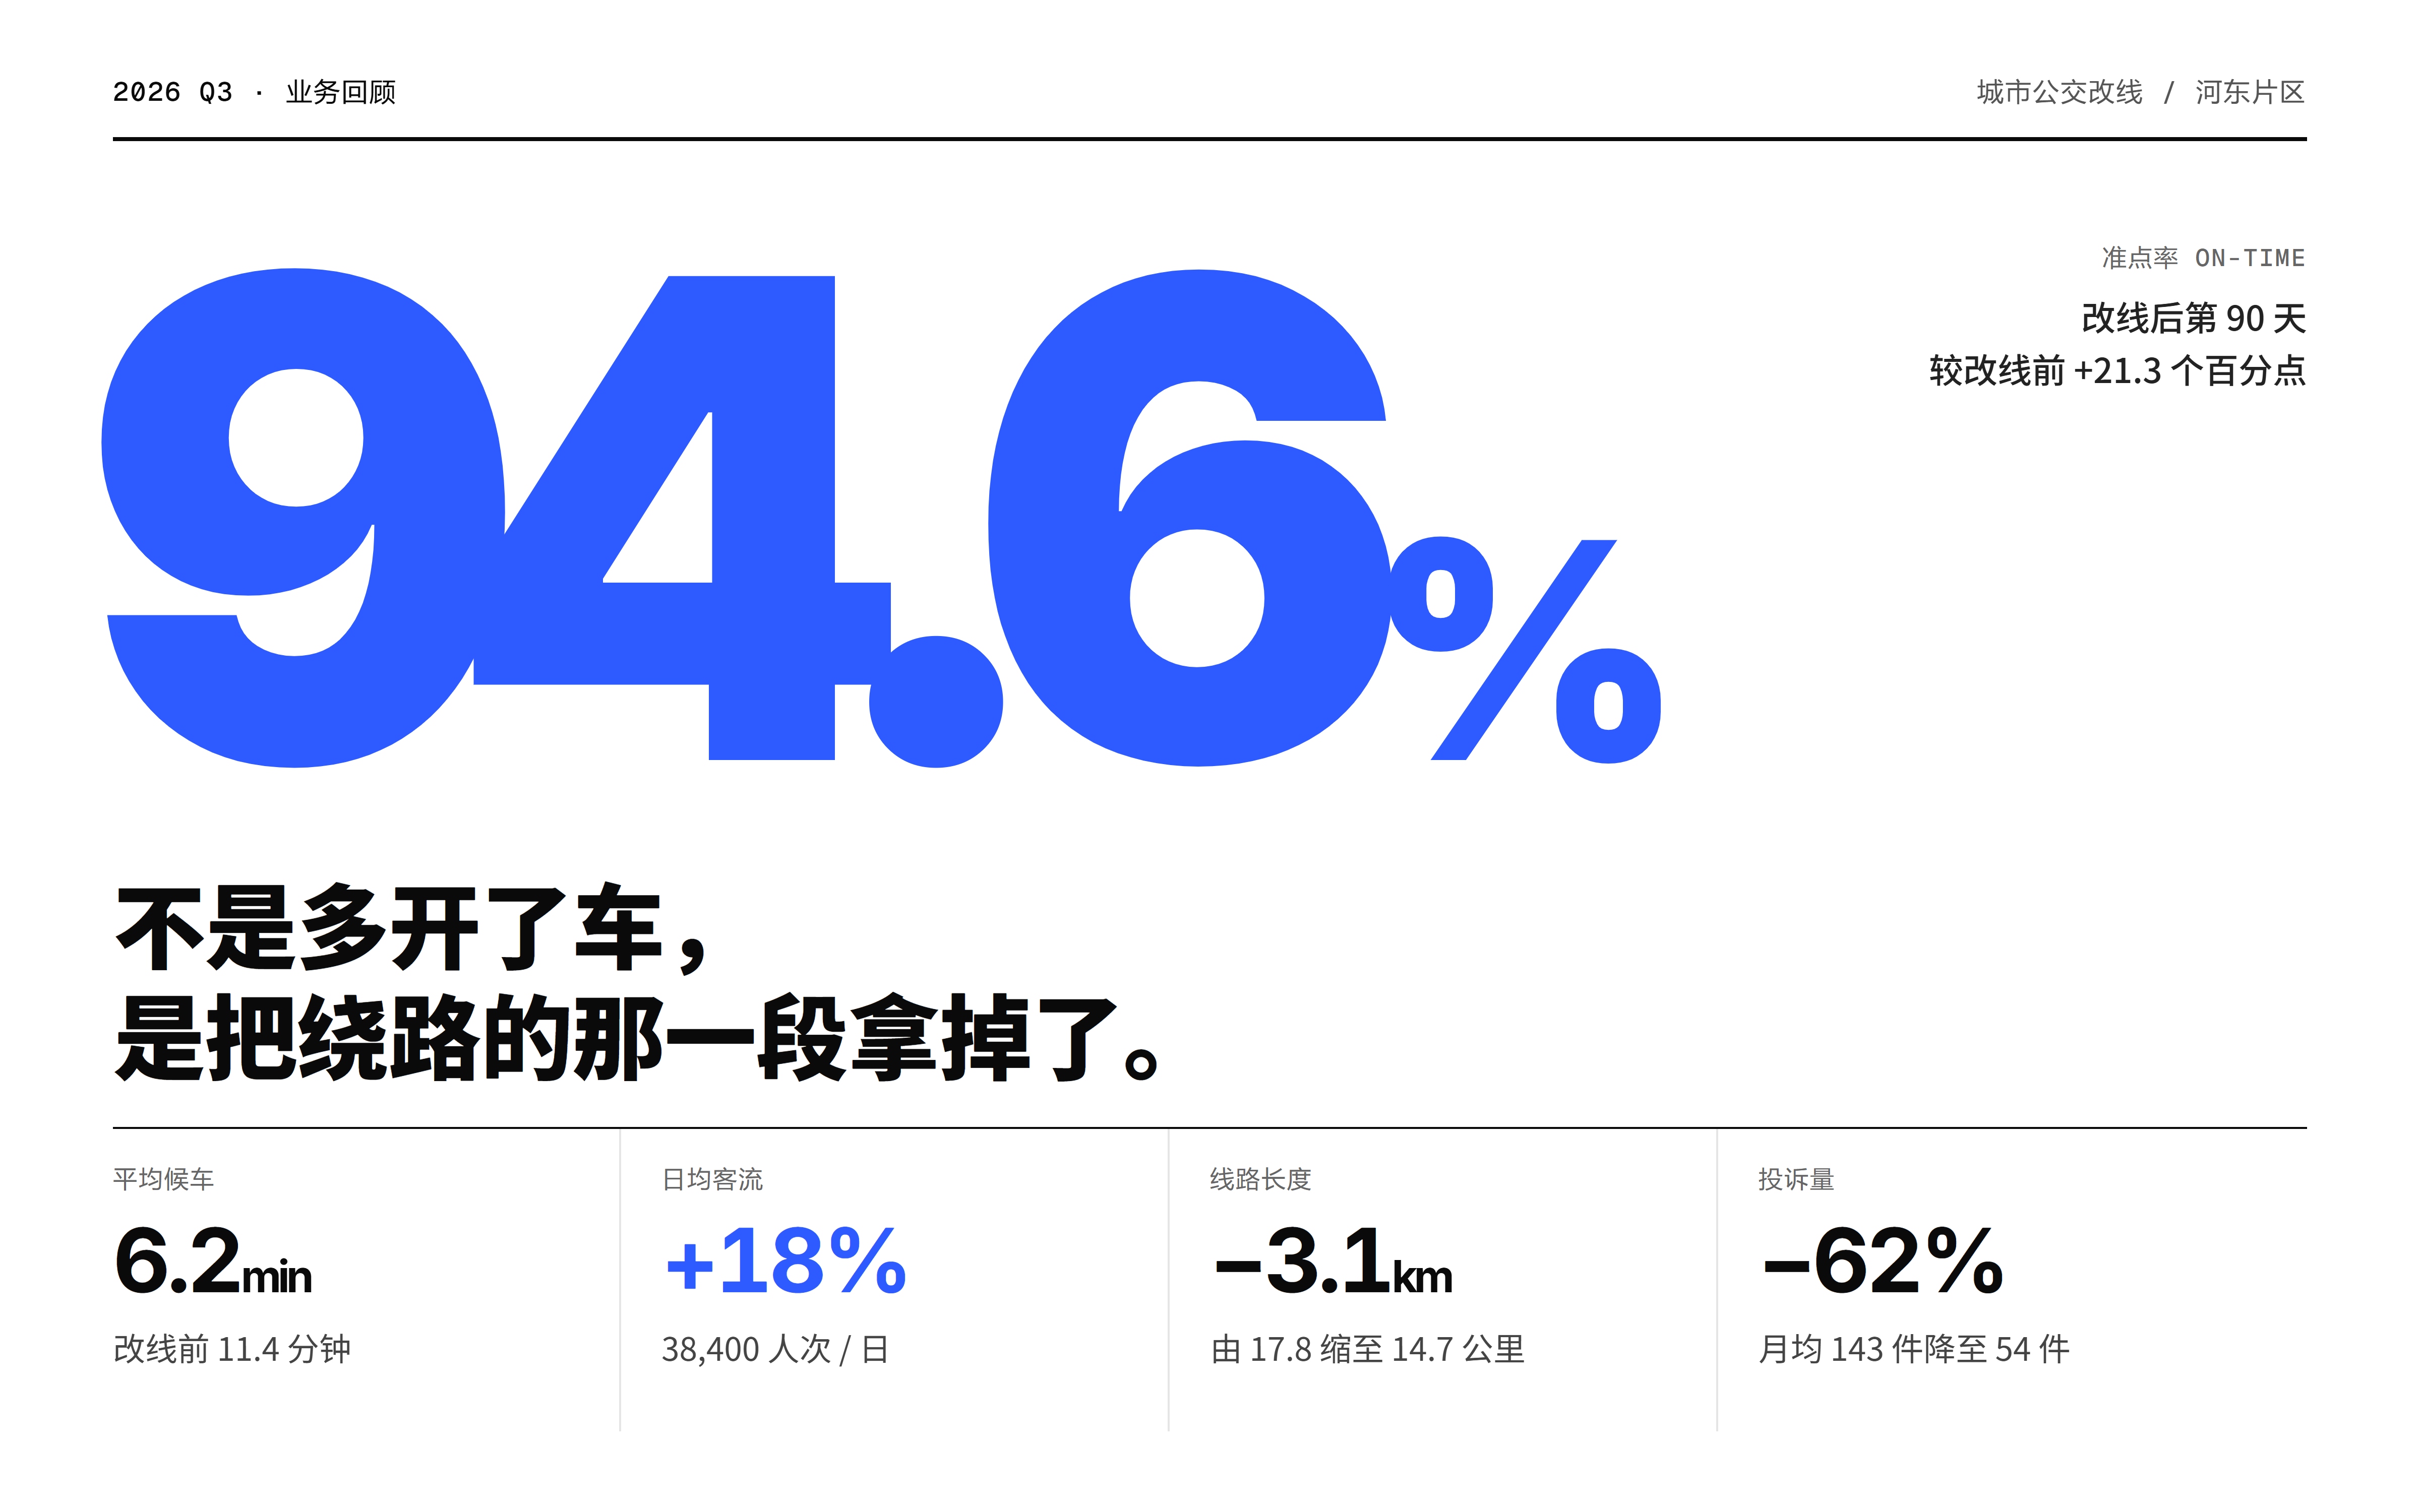 2026 Q3 · 业务回顾
城市公交改线 / 河东片区
准点率 ON-TIME
改线后第 90 天
较改线前 +21.3 个百分点
94.6%
不是多开了车，
是把绕路的那一段拿掉了。
平均候车
6.2min
改线前 11.4 分钟
日均客流
+18%
38,400 人次 / 日
线路长度
−3.1km
由 17.8 缩至 14.7 公里
投诉量
−62%
月均 143 件降至 54 件